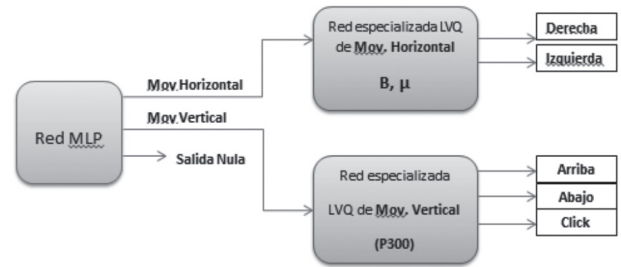 Red MLP
Mov.Horizontal
Mov.Vertical
Salida Nula
Red especializada LVQ
de Mov. Horizontal
B, µ
Derecha
Izquierda
Red especializada
LVQ de Mov. Vertical
(P300)
Arriba
Abajo
Click